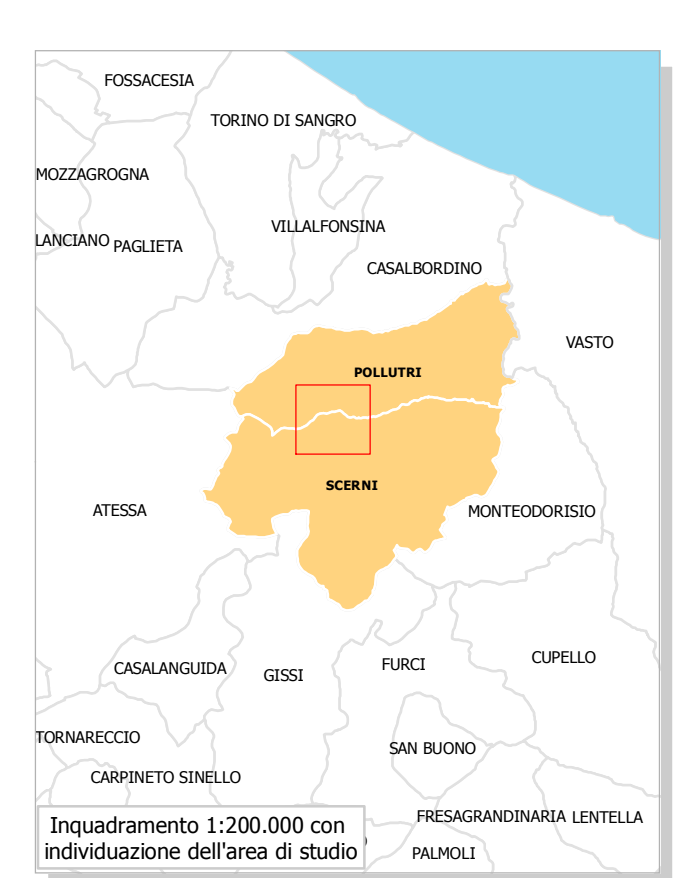 FOSSACESIA
TORINO DI SANGRO
MOZZAGROGNA
VILLALFONSINA
LANCIANO
PAGLIETA
CASALBORDINO
VASTO
POLLUTRI
SCERNI
ATESSA
MONTEODORISIO
CASALANGUIDA
GISSI
FURCI
CUPELLO
TORNARECCIO
SAN BUONO
CARPINETO SINELLO
FRESAGRANDINARIA
LENTELLA
PALMOLI
Inquadramento 1:200.000 con
individuazione dell'area di studio